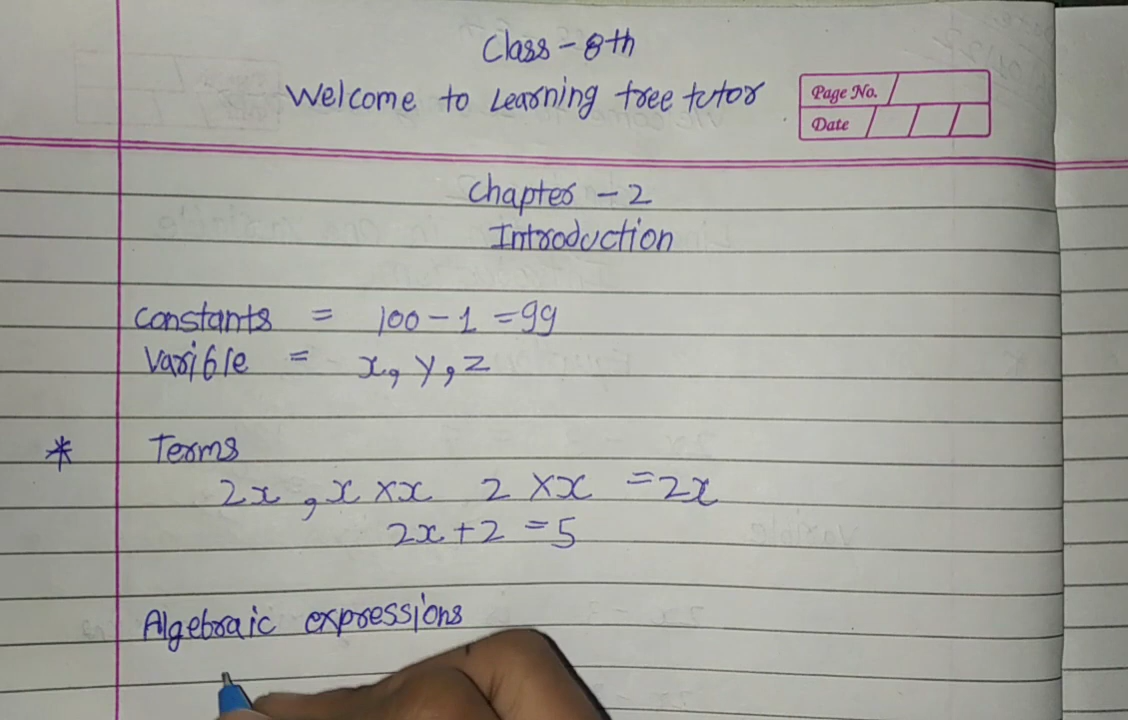 Class - 8th
Welcome to Learning tree tutor
Page No.
Date
Chapter - 2
Introduction
Constants = 100 - 1 = 99
Varible = x, y, z
* Terms
2x, x × x 2 × x = 2x
2x + 2 = 5
Algebraic expressions